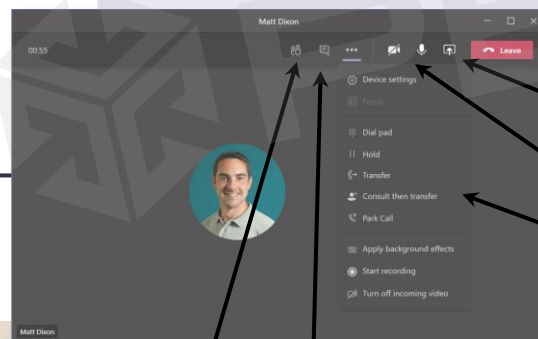 Matt Dixon
00:55
Leave
Device settings
Focus
Dial pad
Hold
Transfer
Consult then transfer
Park Call
Apply background effects
Start recording
Turn off incoming video
Matt Dixon